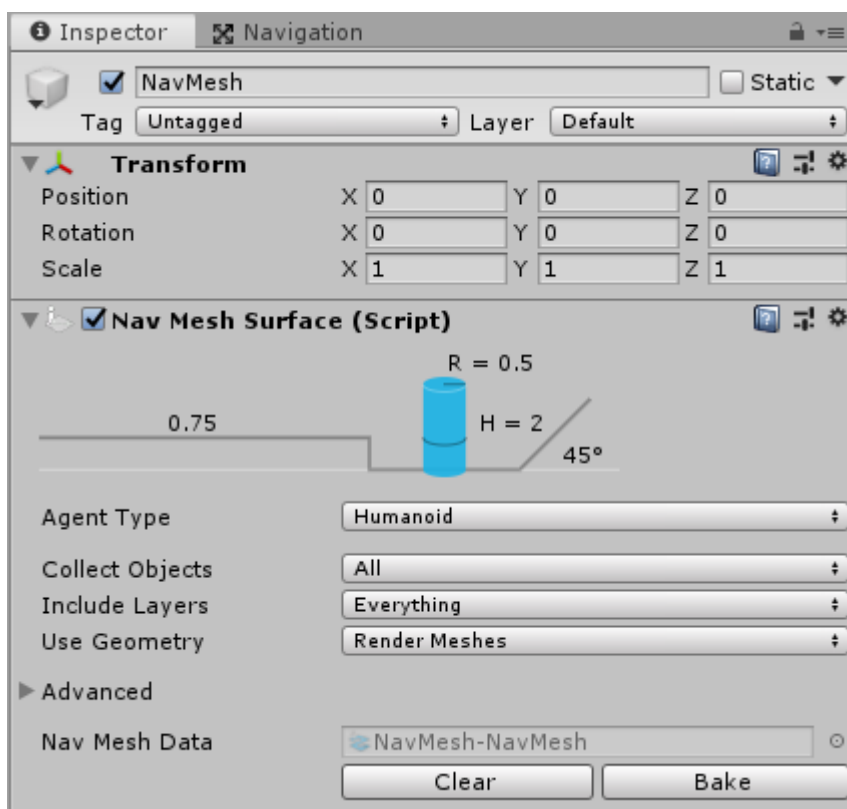 Inspector Navigation
NavMesh Static
Tag Untagged Layer Default
Transform
Position X 0 Y 0 Z 0
Rotation X 0 Y 0 Z 0
Scale X 1 Y 1 Z 1
Nav Mesh Surface (Script)
R = 0.5
0.75 H = 2
45°
Agent Type Humanoid
Collect Objects All
Include Layers Everything
Use Geometry Render Meshes
Advanced
Nav Mesh Data NavMesh-NavMesh
Clear Bake